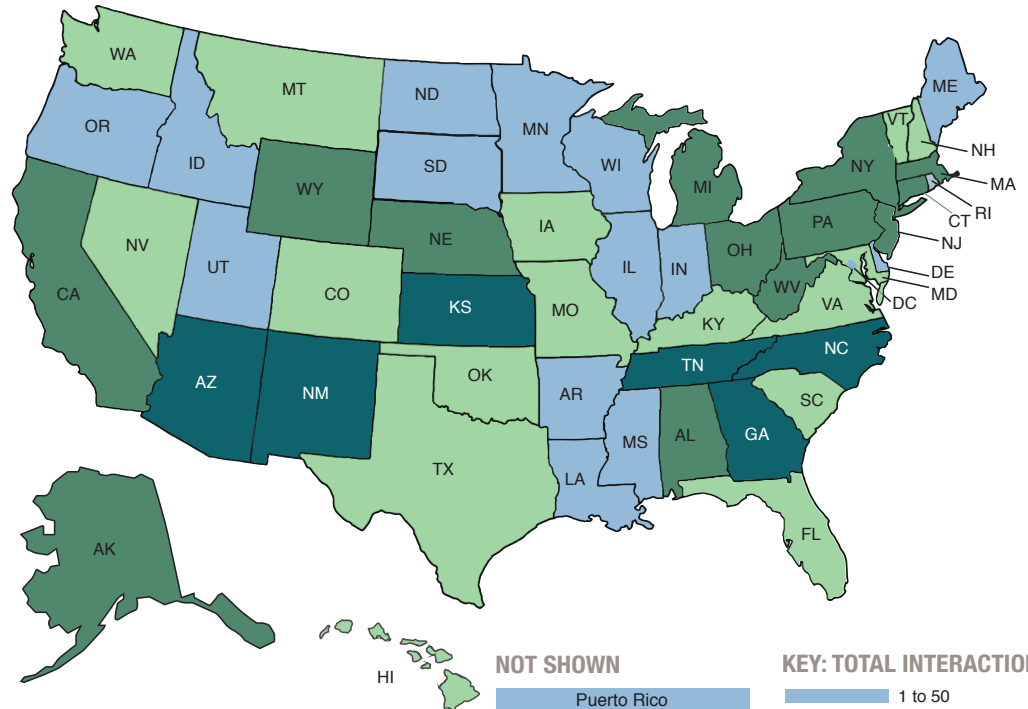 WA
MT
ND
MN
ME
OR
ID
SD
WI
VT
NH
WY
MI
NY
MA
RI
CT
NV
NE
IA
PA
NJ
CA
UT
CO
IL
IN
OH
DE
MD
WV
DC
KS
MO
KY
VA
AZ
NM
OK
AR
TN
NC
SC
TX
LA
MS
AL
GA
FL
AK
HI
NOT SHOWN
Puerto Rico
KEY: TOTAL INTERACTION
1 to 50